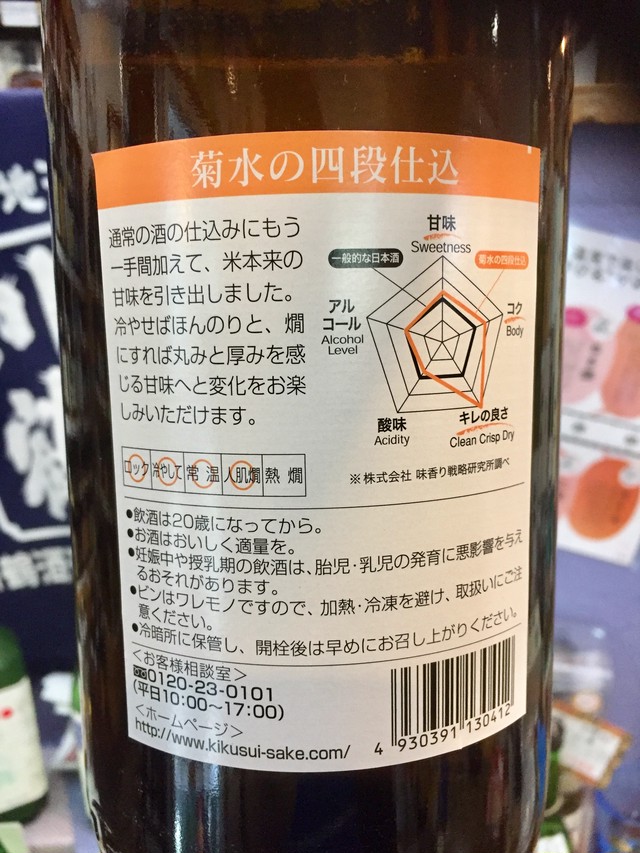 菊水の四段仕込
通常の酒の仕込みにもう
一手間加えて、米本来の
甘味を引き出しました。
冷やせばほんのりと、燗
にすれば丸みと厚みを感
じる甘味へと変化をお楽
しみいただけます。
甘味
Sweetness
一般的な日本酒
菊水の四段仕込
アル
コール
Alcohol
Level
コク
Body
酸味
Acidity
キレの良さ
Clean Crisp Dry
※株式会社 味香り戦略研究所調べ
ロック 冷やして 常温 人肌燗 熱燗
●飲酒は20歳になってから。
●お酒はおいしく適量を。
●妊娠中や授乳期の飲酒は、胎児・乳児の発育に悪影響を与え
るおそれがあります。
●ビンはワレモノですので、加熱・冷凍を避け、取扱いにご注
意ください。
●冷暗所に保管し、開栓後は早めにお召し上がりください。
<お客様相談室>
0120-23-0101
(平日10:00〜17:00)
<ホームページ>
http://www.kikusui-sake.com/
4 930391 130412